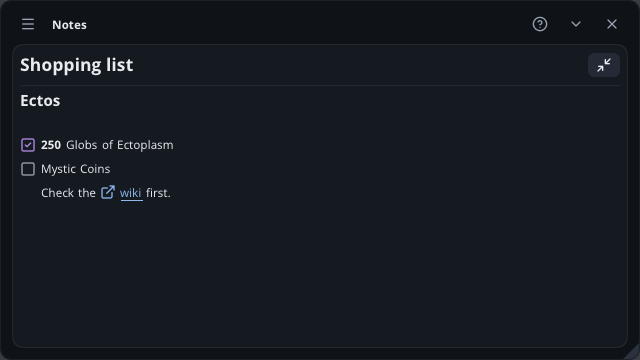 Notes
Shopping list
Ectos
250 Globs of Ectoplasm
Mystic Coins
Check the wiki first.